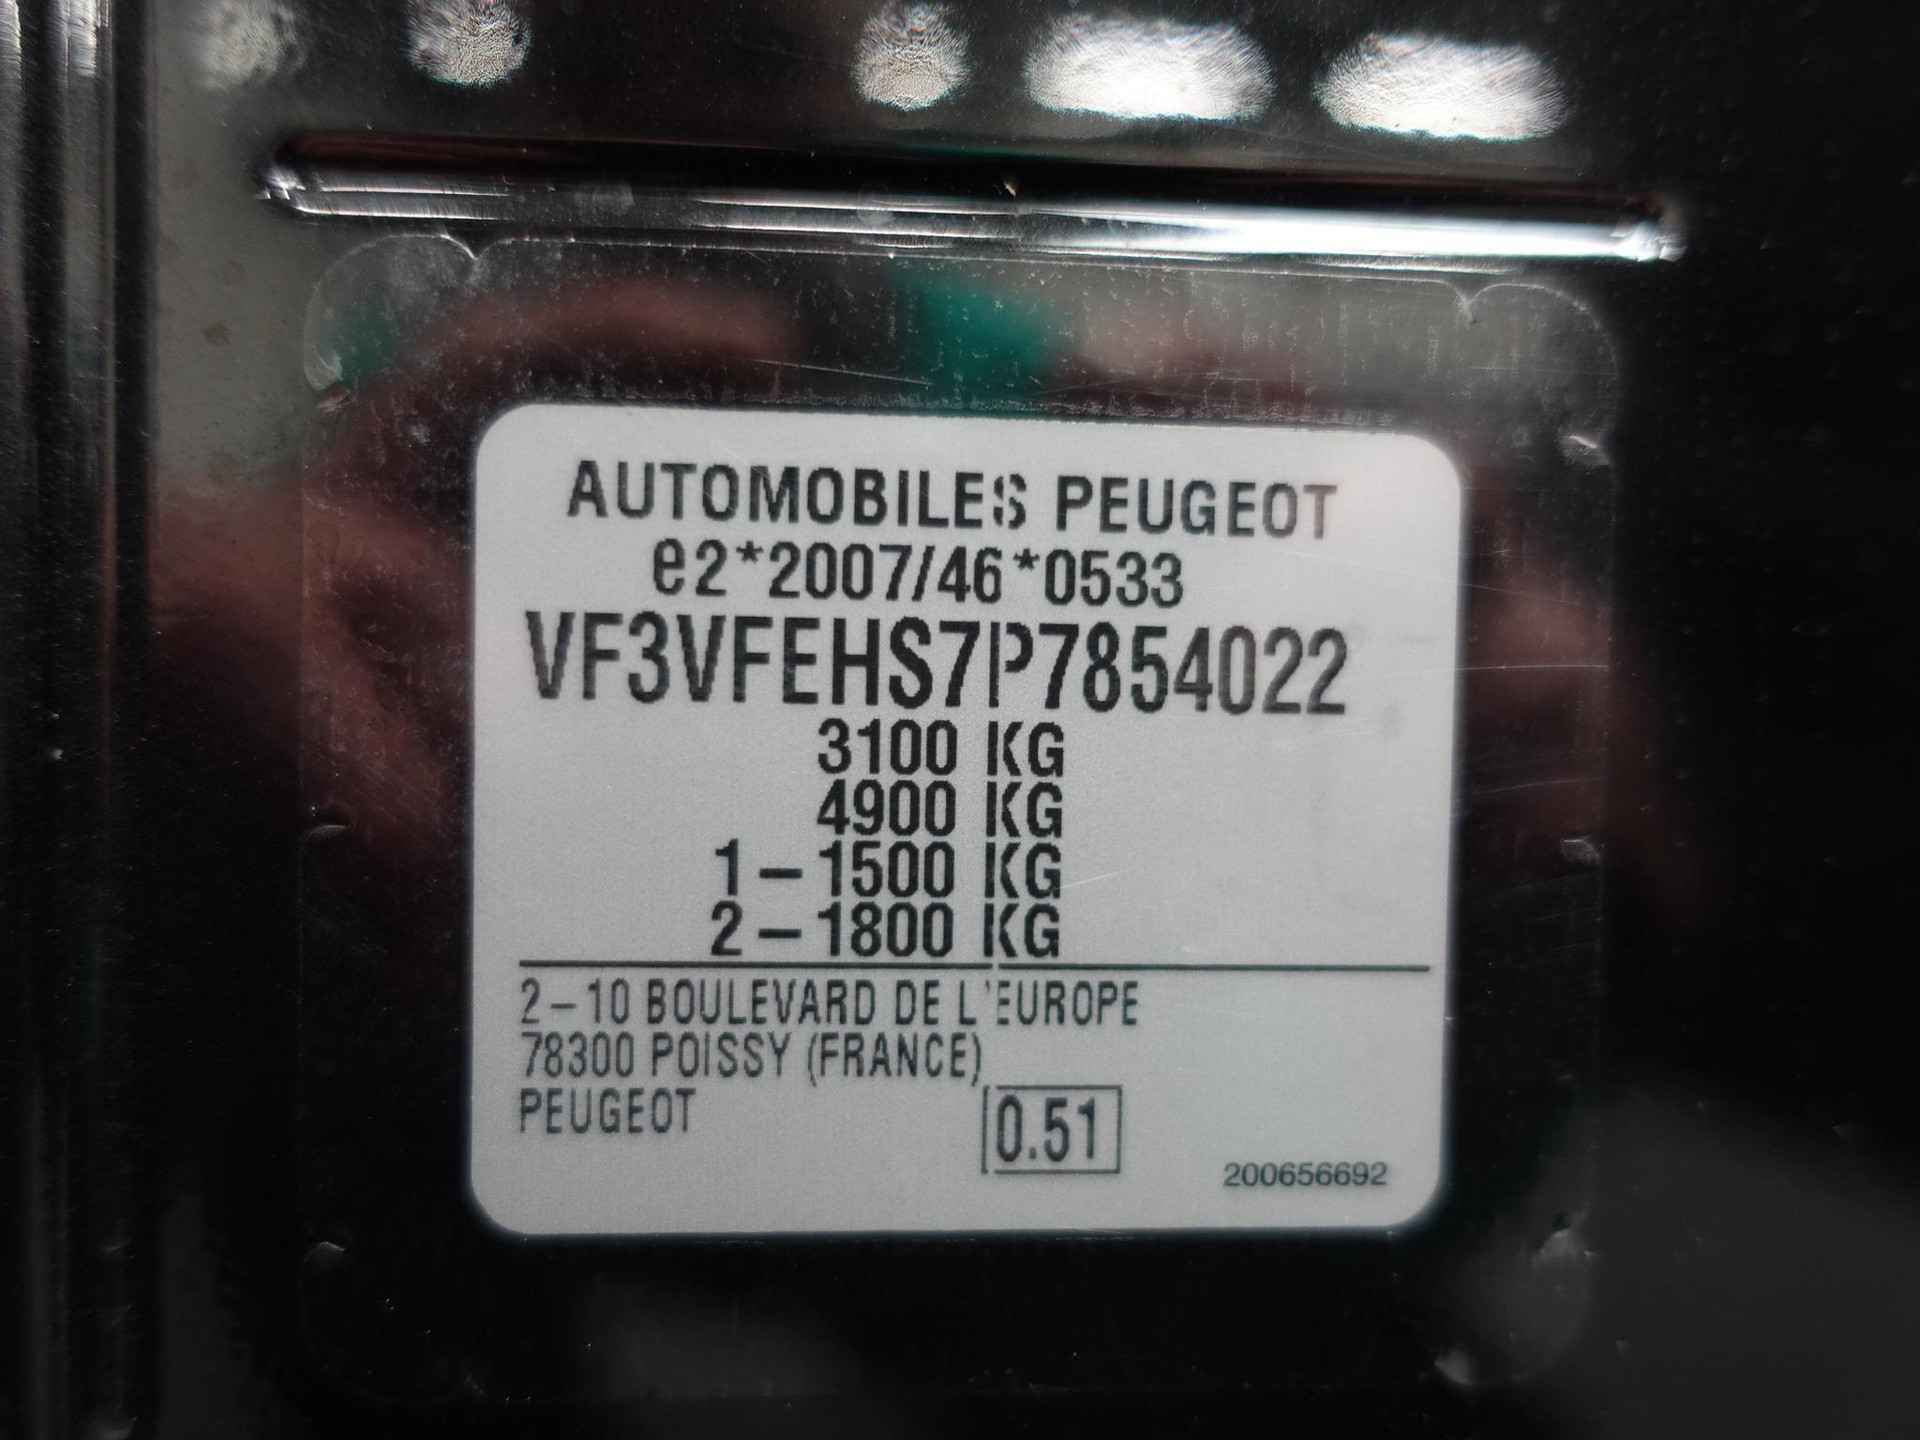 AUTOMOBILES PEUGEOT
e2*2007/46*0533
VF3VFEHS7P7854022
3100 KG
4900 KG
1-1500 KG
2-1800 KG
2-10 BOULEVARD DE L'EUROPE
78300 POISSY (FRANCE)
PEUGEOT
0.51
200656692